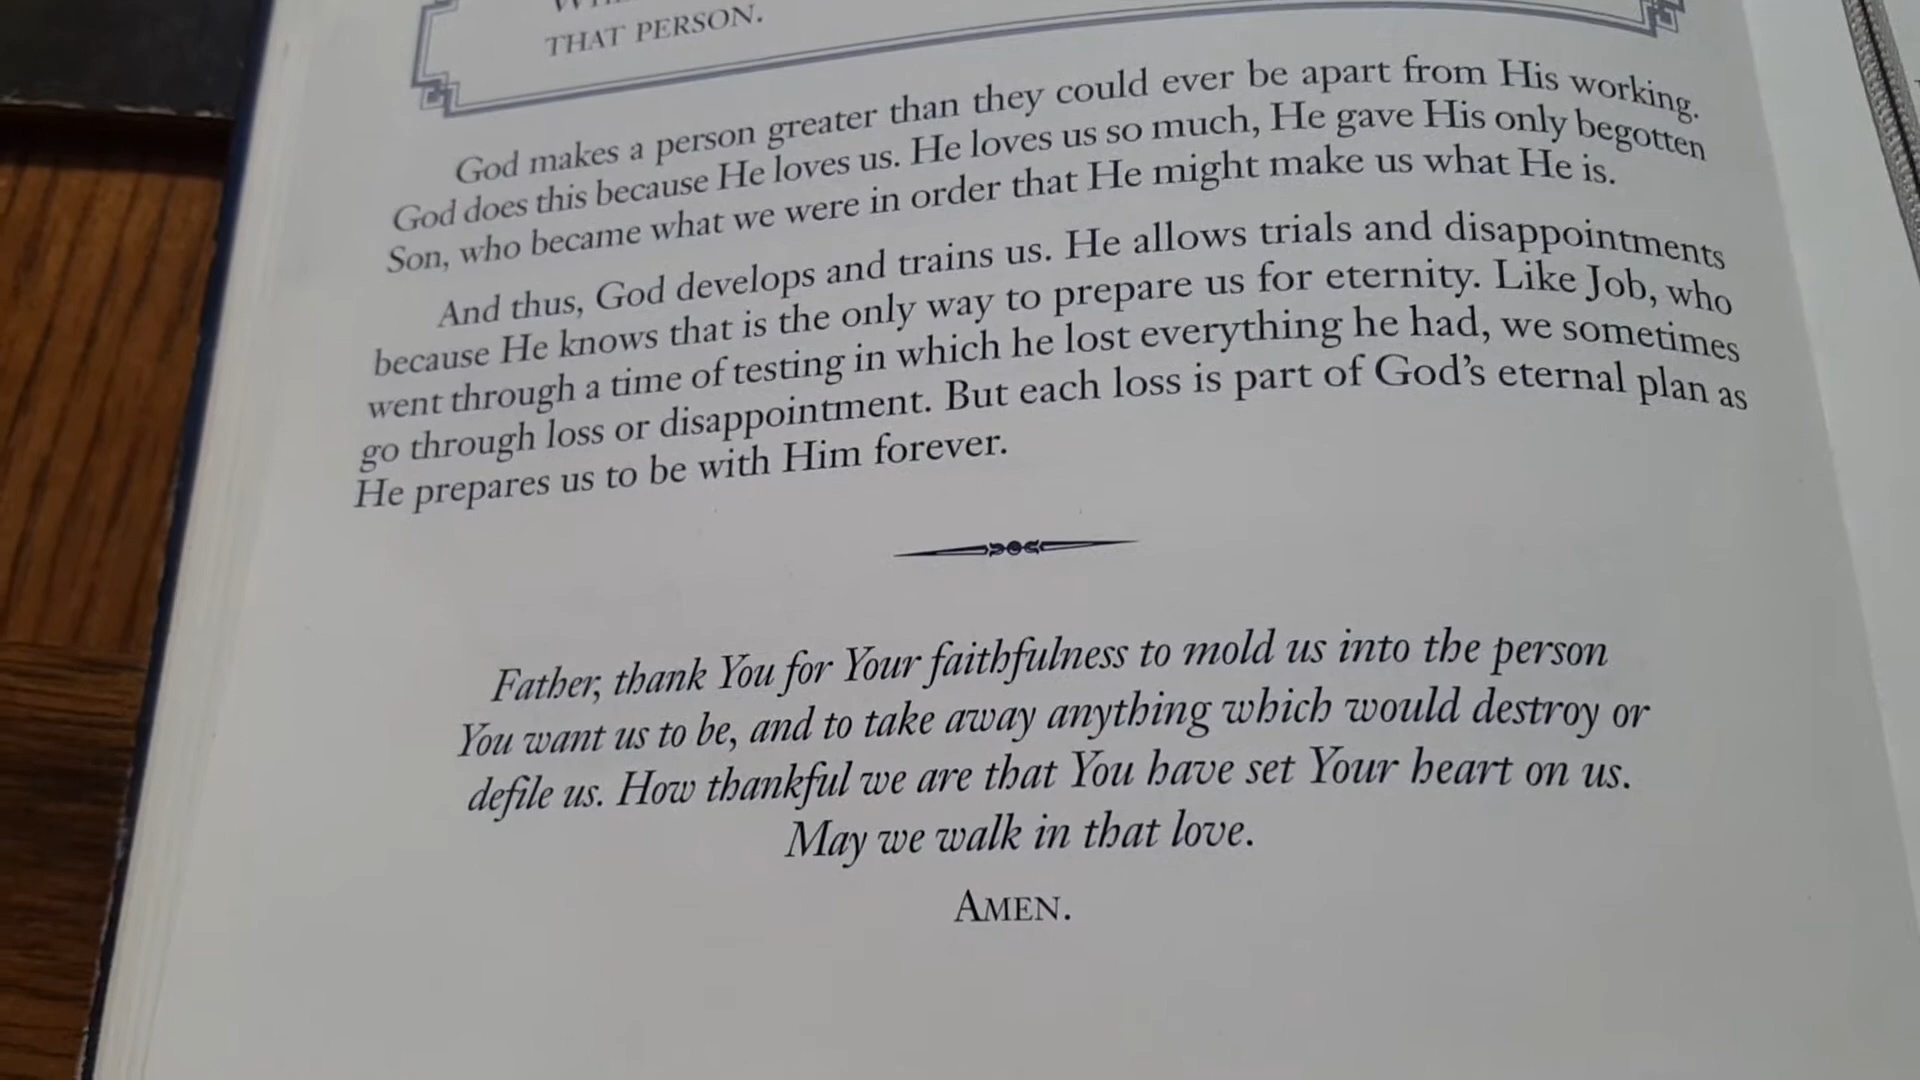 THAT PERSON.
God makes a person greater than they could ever be apart from His working.
God does this because He loves us. He loves us so much, He gave His only begotten
Son, who became what we were in order that He might make us what He is.
And thus, God develops and trains us. He allows trials and disappointments
because He knows that is the only way to prepare us for eternity. Like Job, who
went through a time of testing in which he lost everything he had, we sometimes
go through loss or disappointment. But each loss is part of God's eternal plan as
He prepares us to be with Him forever.
Father, thank You for Your faithfulness to mold us into the person
You want us to be, and to take away anything which would destroy or
defile us. How thankful we are that You have set Your heart on us.
May we walk in that love.
AMEN.